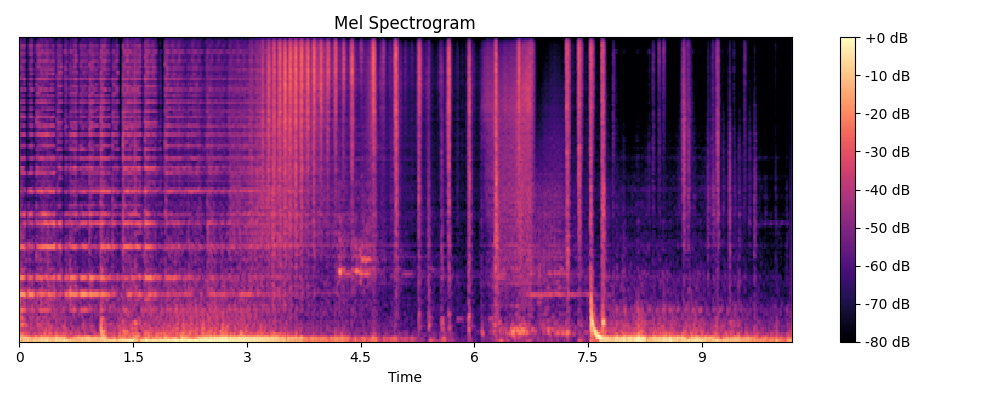 Mel Spectrogram
+0 dB
-10 dB
-20 dB
-30 dB
-40 dB
-50 dB
-60 dB
-70 dB
-80 dB
0 1.5 3 4.5 6 7.5 9
Time